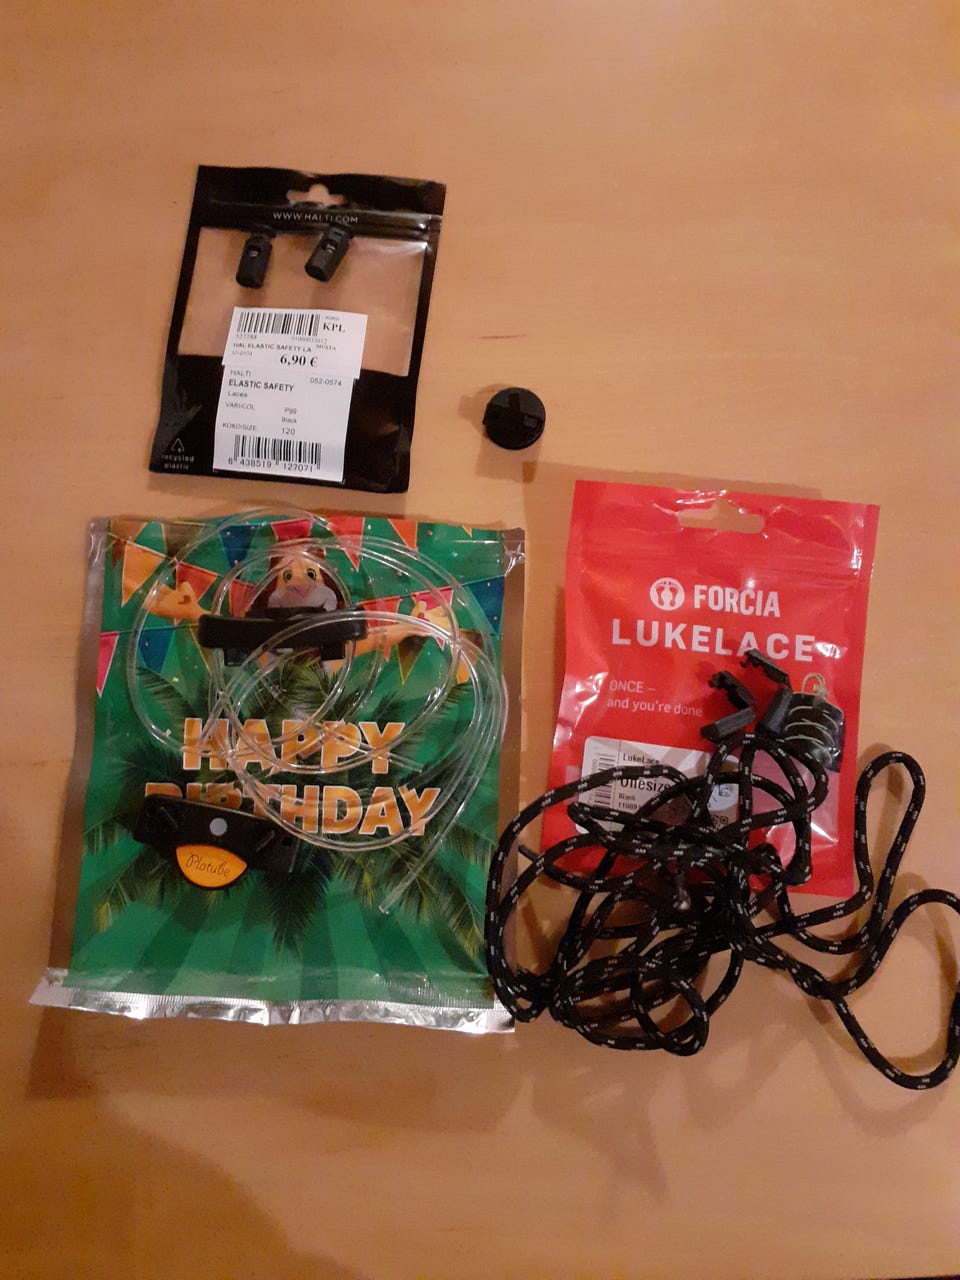 WWW.HALTI.COM
KOKO
KPL
HAL ELASTIC SAFETY LA
MUSTA
6,90 €
HALTI
052-0574
ELASTIC SAFETY
Laces
VARI/COL
P99
Black
KOKO/SIZE:
120
6 438519 127071
recycled
plastic
FORCIA
LUKELACE
ONCE –
and you're done
LukeLace
Onesize
Black
HAPPY
BIRTHDAY
Plotube